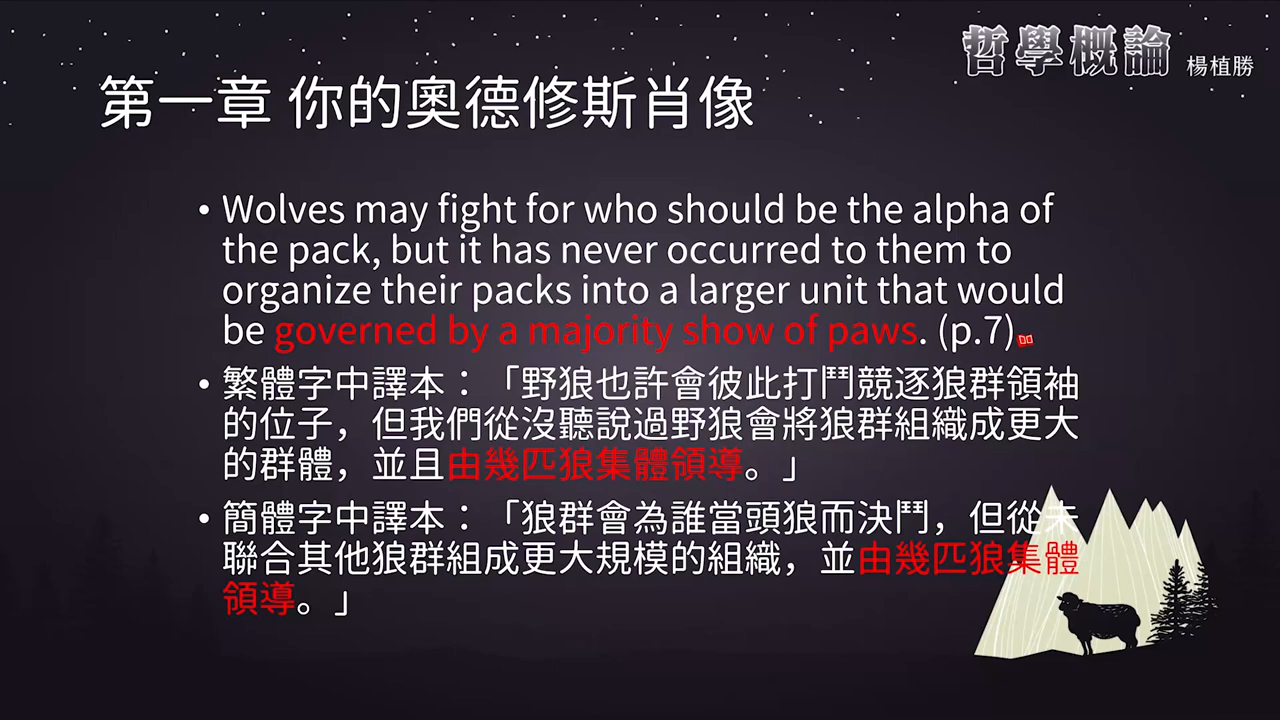 哲學概論 楊植勝
第一章 你的奧德修斯肖像
• Wolves may fight for who should be the alpha of
the pack, but it has never occurred to them to
organize their packs into a larger unit that would
be governed by a majority show of paws. (p.7)
• 繁體字中譯本：「野狼也許會彼此打鬥競逐狼群領袖
的位子，但我們從沒聽說過野狼會將狼群組織成更大
的群體，並且由幾匹狼集體領導。」
• 簡體字中譯本：「狼群會為誰當頭狼而決鬥，但從未
聯合其他狼群組成更大規模的組織，並由幾匹狼集體
領導。」